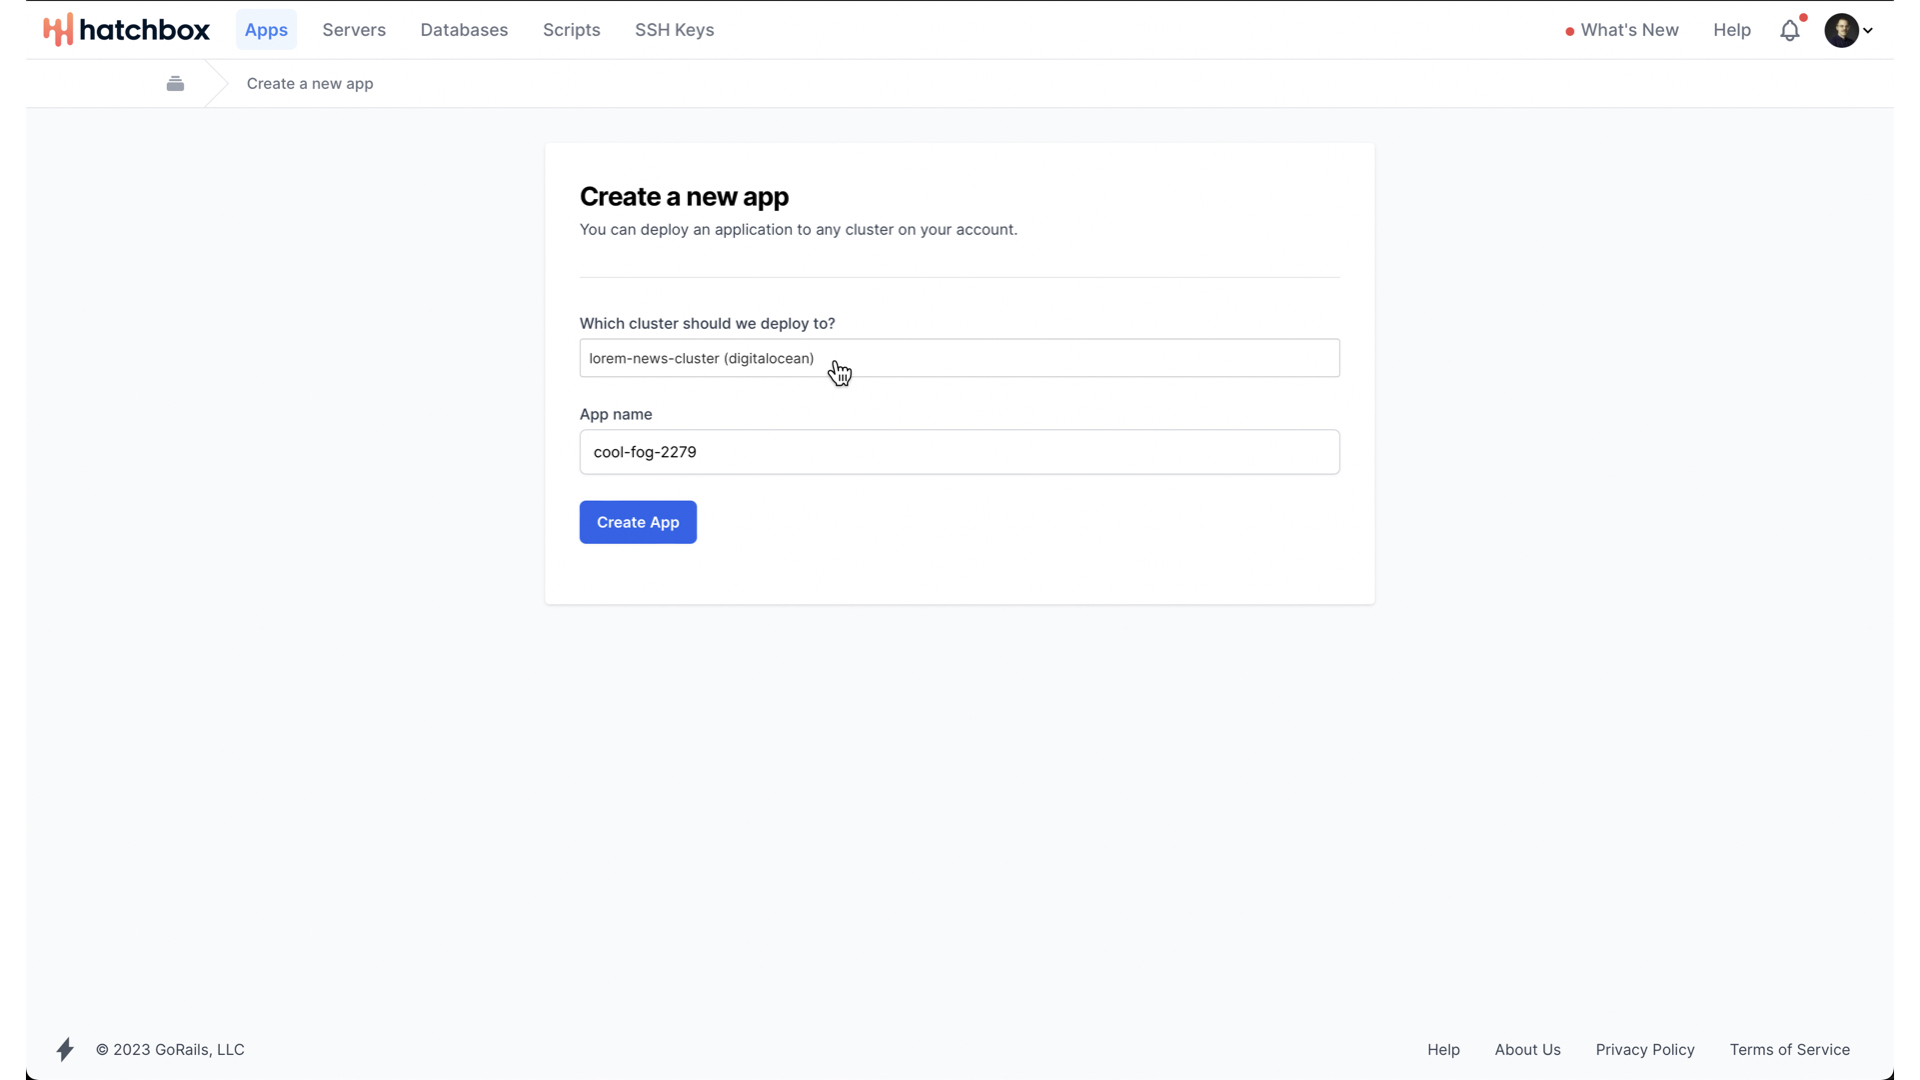 hatchbox Apps Servers Databases Scripts SSH Keys What's New Help
Create a new app
Create a new app
You can deploy an application to any cluster on your account.
Which cluster should we deploy to?
lorem-news-cluster (digitalocean)
App name
cool-fog-2279
Create App
© 2023 GoRails, LLC Help About Us Privacy Policy Terms of Service